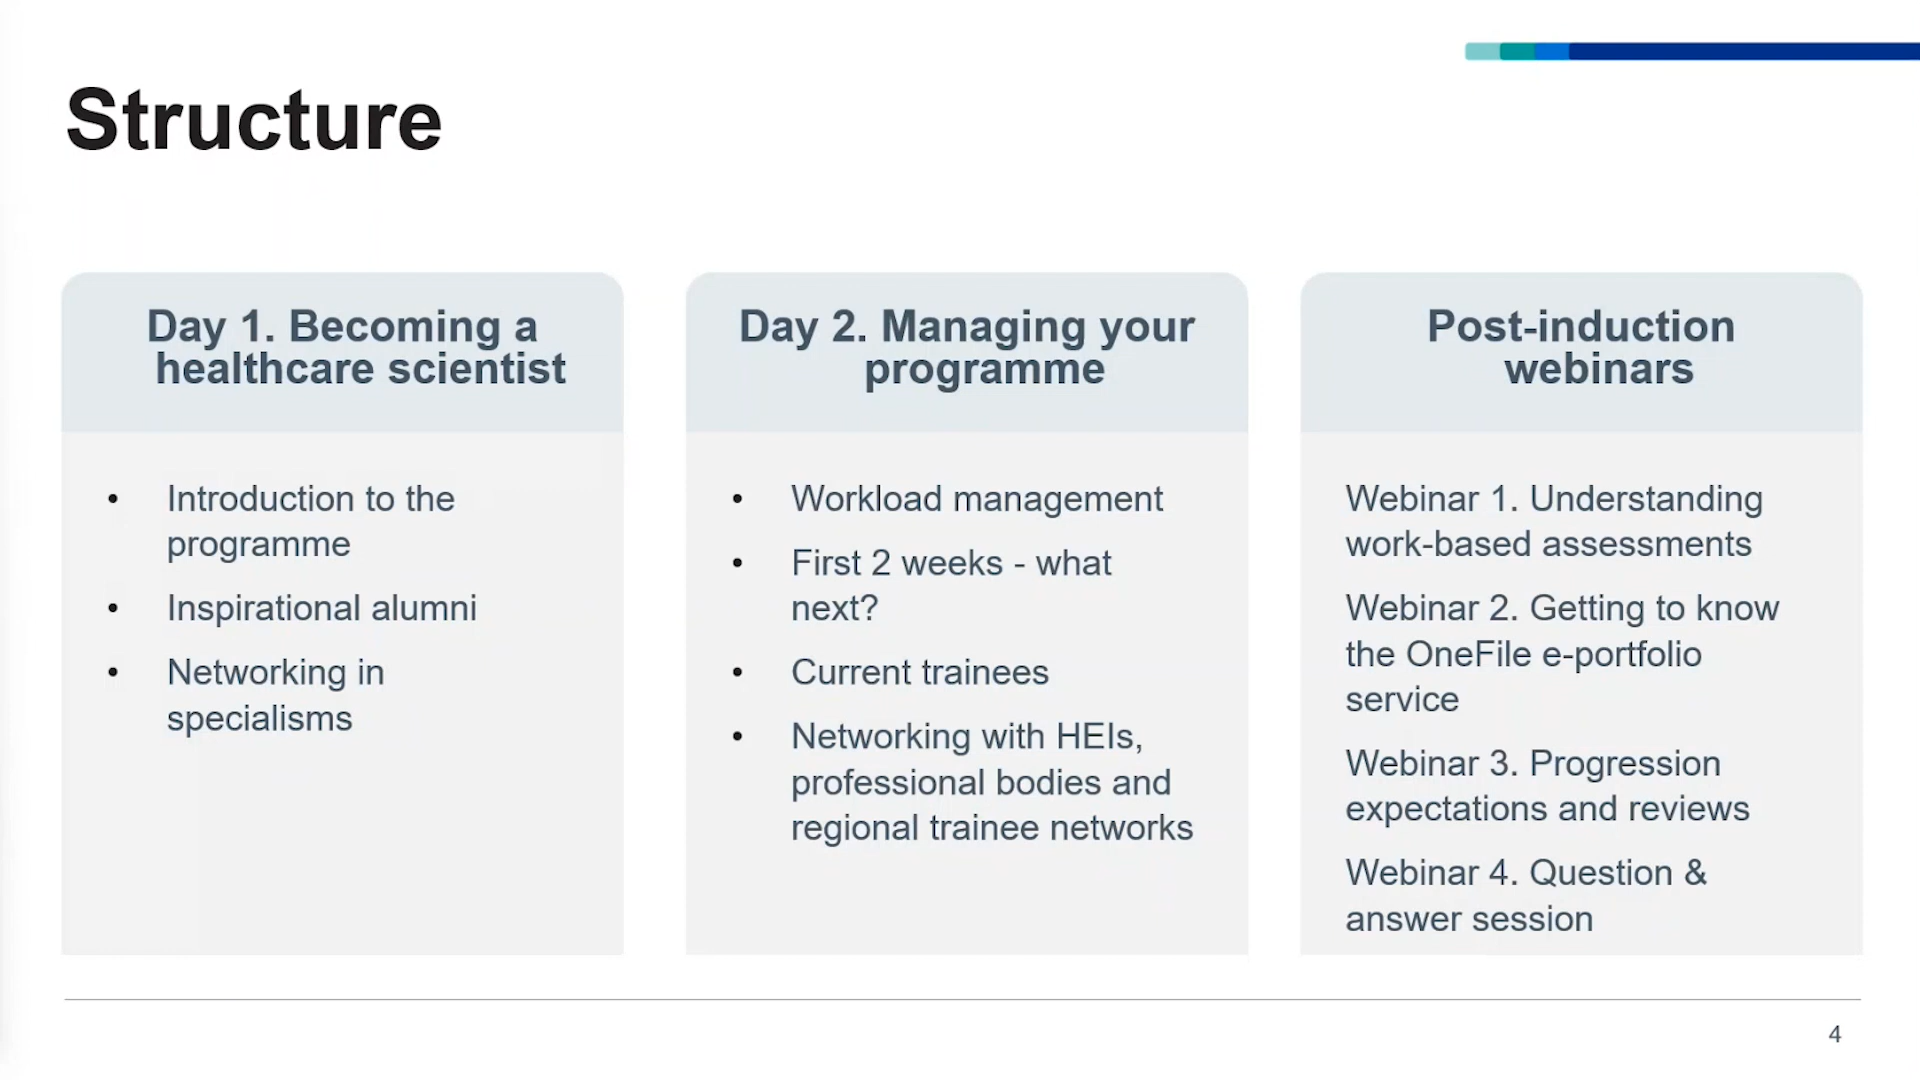 Structure
Day 1. Becoming a
healthcare scientist
• Introduction to the
programme
• Inspirational alumni
• Networking in
specialisms
Day 2. Managing your
programme
• Workload management
• First 2 weeks - what
next?
• Current trainees
• Networking with HEIs,
professional bodies and
regional trainee networks
Post-induction
webinars
Webinar 1. Understanding
work-based assessments
Webinar 2. Getting to know
the OneFile e-portfolio
service
Webinar 3. Progression
expectations and reviews
Webinar 4. Question &
answer session
4